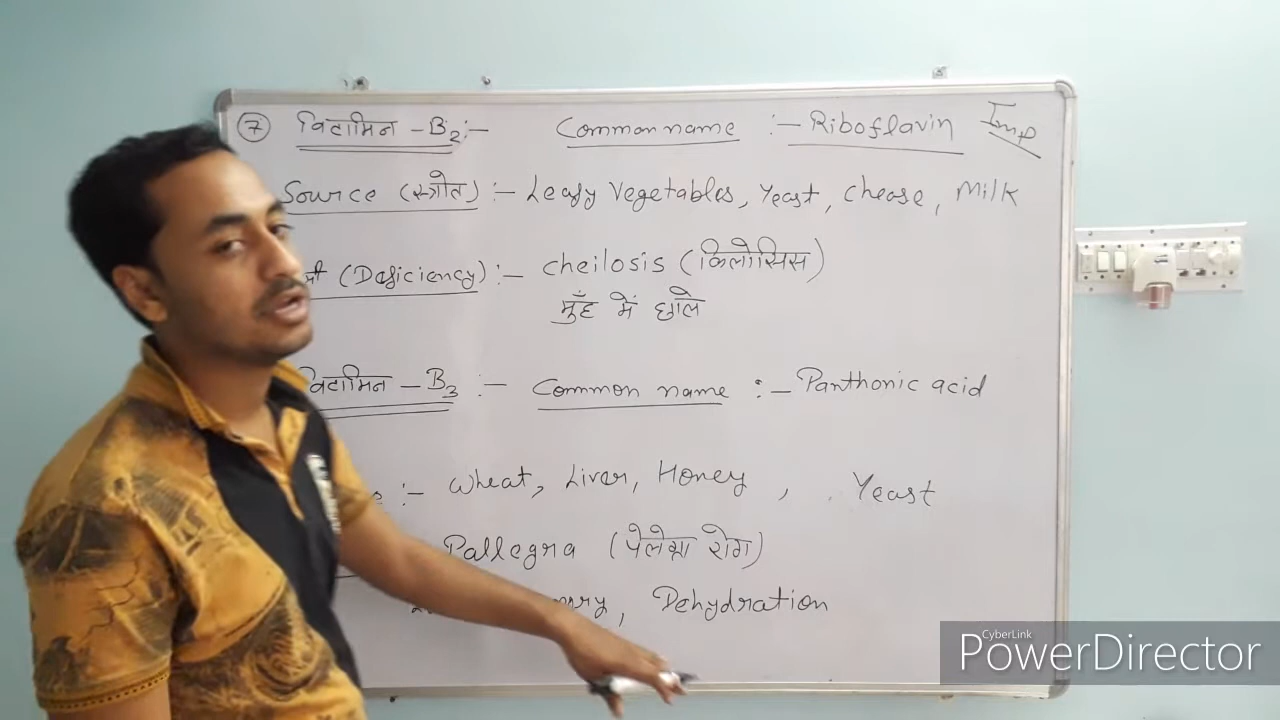 ⑦ विटामिन - B2 :- Common name :- Riboflavin Imp
Source (स्त्रोत) :- Leafy Vegetables, Yeast, Chease, Milk
(Deficiency) :- Cheilosis (किलोसिस)
मुँह में छाले
विटामिन - B3 :- Common name :- Panthonic acid
:- Wheat, Liver, Honey, Yeast
Pallegra (पेलेग्रा रोग)
Dehydration
CyberLink
PowerDirector